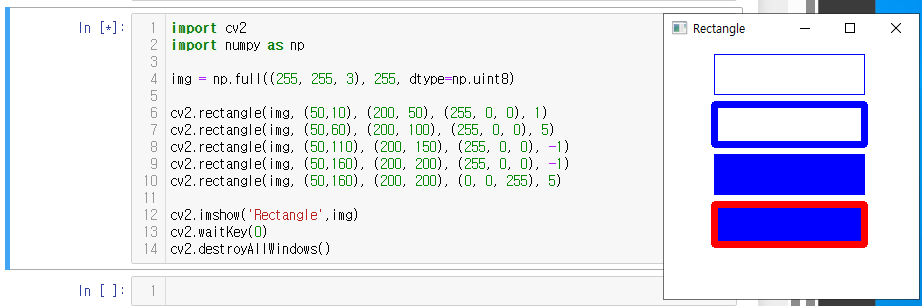 In [*]:
1 import cv2
2 import numpy as np
3
4 img = np.full((255, 255, 3), 255, dtype=np.uint8)
5
6 cv2.rectangle(img, (50,10), (200, 50), (255, 0, 0), 1)
7 cv2.rectangle(img, (50,60), (200, 100), (255, 0, 0), 5)
8 cv2.rectangle(img, (50,110), (200, 150), (255, 0, 0), -1)
9 cv2.rectangle(img, (50,160), (200, 200), (255, 0, 0), -1)
10 cv2.rectangle(img, (50,160), (200, 200), (0, 0, 255), 5)
11
12 cv2.imshow('Rectangle',img)
13 cv2.waitKey(0)
14 cv2.destroyAllWindows()
In [ ]:
1
Rectangle